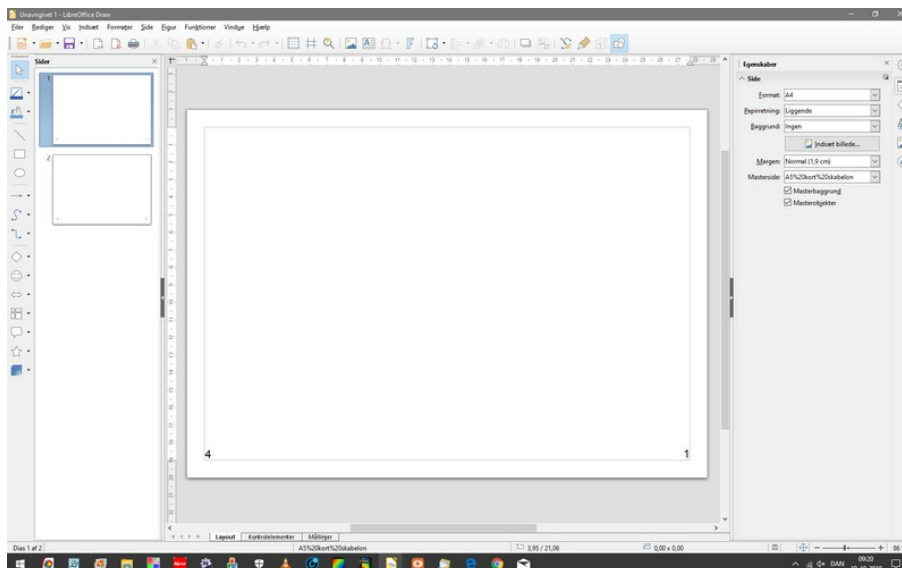 Unavngivet 1 - LibreOffice Draw
Filer Rediger Vis Indsæt Formater Side Figur Funktioner Vindue Hjælp
Sider
1
2
4 1
Egenskaber
Side
Format: A4
Papirretning: Liggende
Baggrund: Ingen
Indsæt billede...
Margen: Normal (1,9 cm)
Masterside: A5%20kort%20skabelon
Masterbaggrund
Masterobjekter
Layout Kontrolelementer Mållinjer
Dias 1 af 2 A5%20kort%20skabelon 3,95 / 21,06 0,00 x 0,00
DAN 09:20